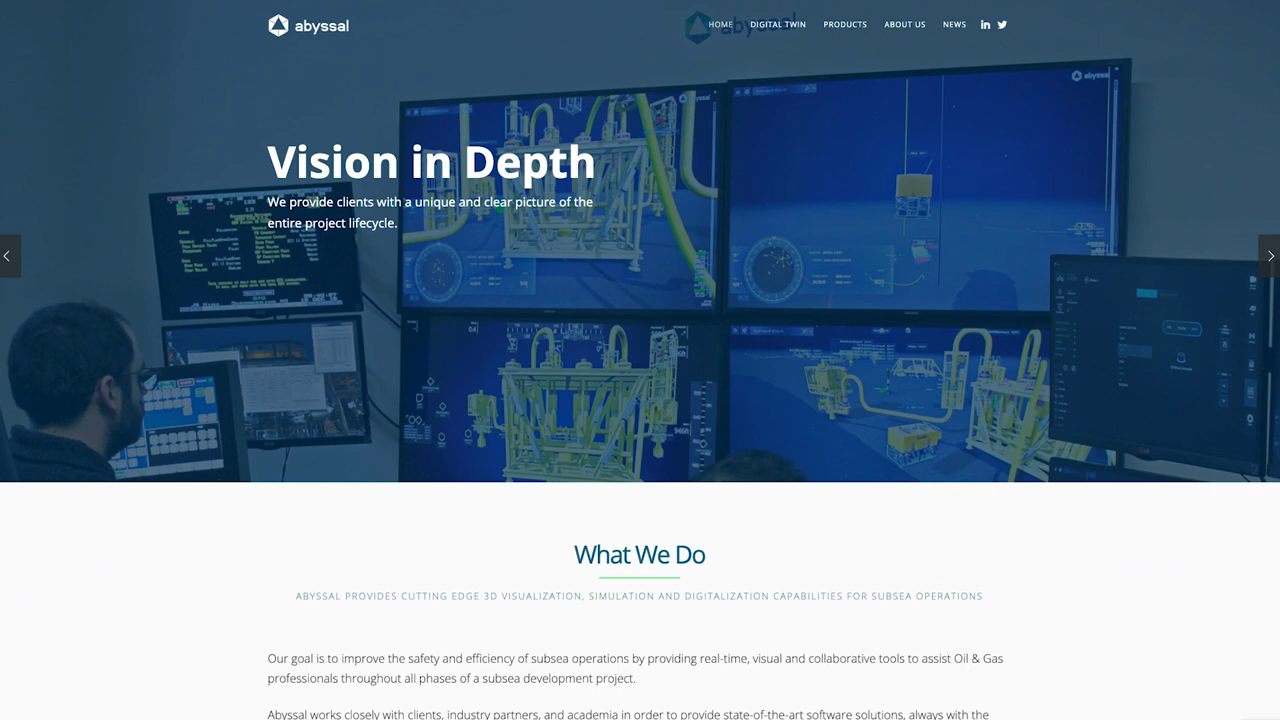 abyssal
HOME DIGITAL TWIN PRODUCTS ABOUT US NEWS in
abyssal
abyssal
abyssal
Vision in Depth
We provide clients with a unique and clear picture of the
entire project lifecycle.
What We Do
ABYSSAL PROVIDES CUTTING EDGE 3D VISUALIZATION, SIMULATION AND DIGITALIZATION CAPABILITIES FOR SUBSEA OPERATIONS
Our goal is to improve the safety and efficiency of subsea operations by providing real-time, visual and collaborative tools to assist Oil & Gas
professionals throughout all phases of a subsea development project.
Abyssal works closely with clients, industry partners, and academia in order to provide state-of-the-art software solutions, always with the